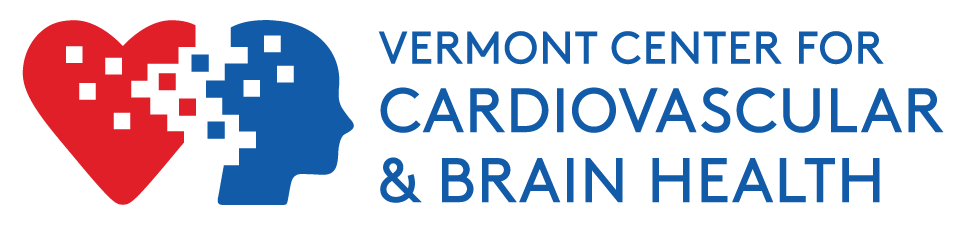 VERMONT CENTER FOR
CARDIOVASCULAR
& BRAIN HEALTH